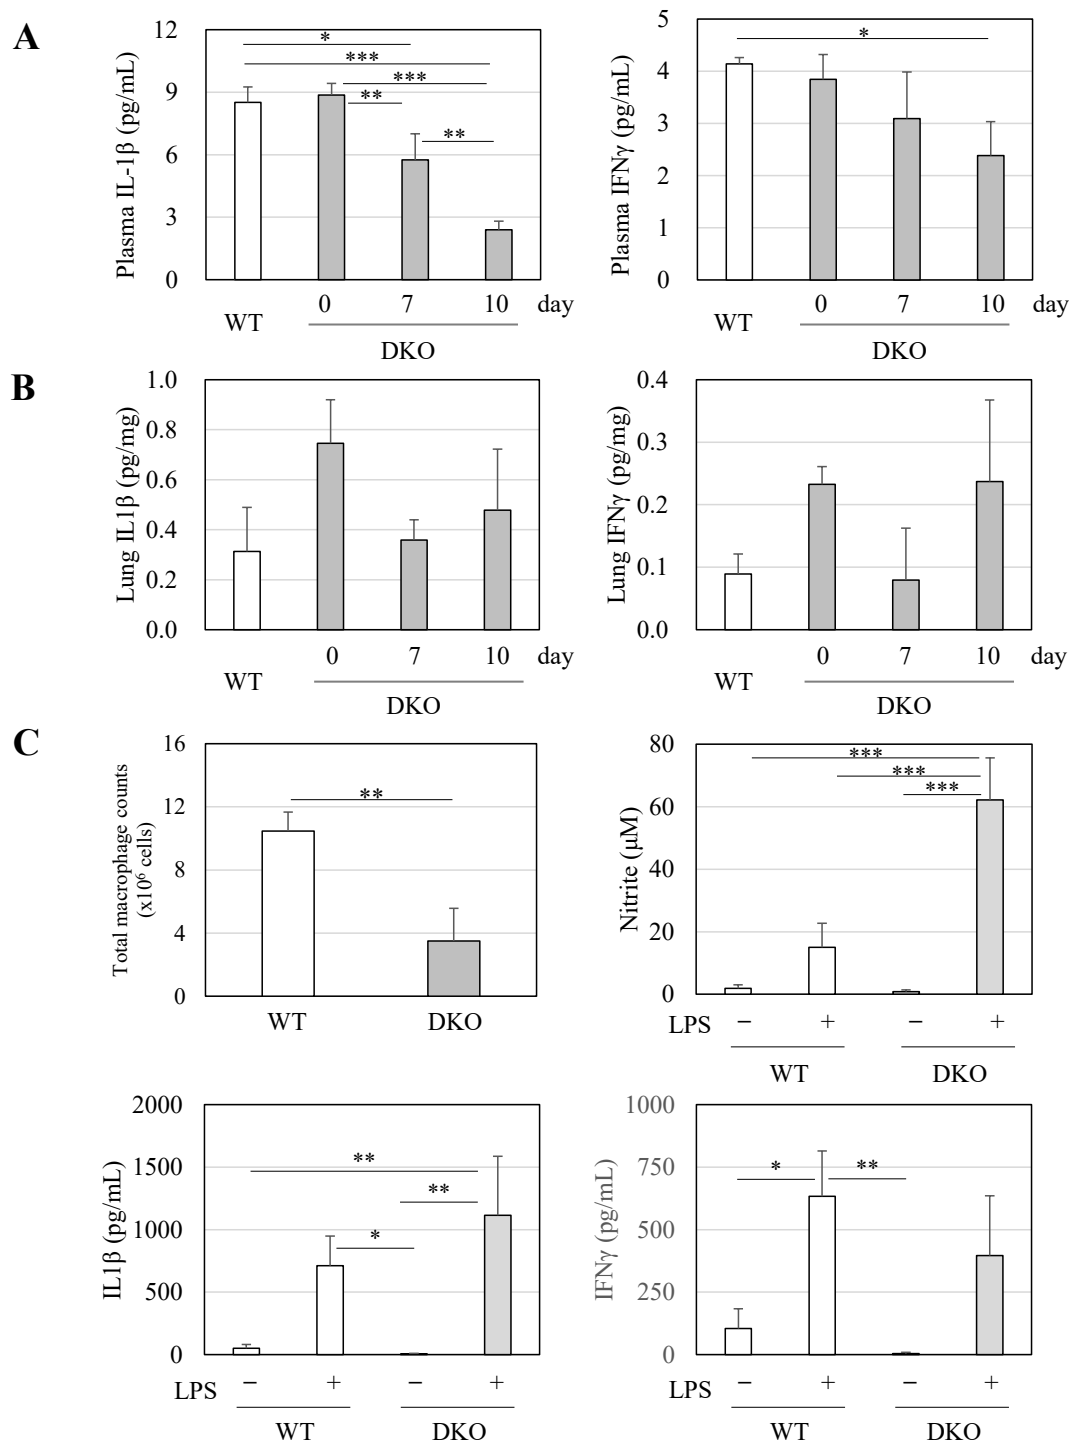 A
Plasma IL-1β (pg/mL)
12
9
6
3
0
*
***
***
**
**
WT
0
7
10
day
DKO
Plasma IFNγ (pg/mL)
5
4
3
2
1
0
*
WT
0
7
10
day
DKO
B
Lung IL1β (pg/mg)
1.0
0.8
0.6
0.4
0.2
0.0
WT
0
7
10
day
DKO
Lung IFNγ (pg/mg)
0.4
0.3
0.2
0.1
0.0
WT
0
7
10
day
DKO
C
Total macrophage counts
(x10⁶ cells)
16
12
8
4
0
**
WT
DKO
Nitrite (μM)
80
60
40
20
0
***
***
***
LPS − + − +
WT
DKO
IL1β (pg/mL)
2000
1500
1000
500
0
**
**
*
LPS − + − +
WT
DKO
IFNγ (pg/mL)
1000
750
500
250
0
*
**
LPS − + − +
WT
DKO